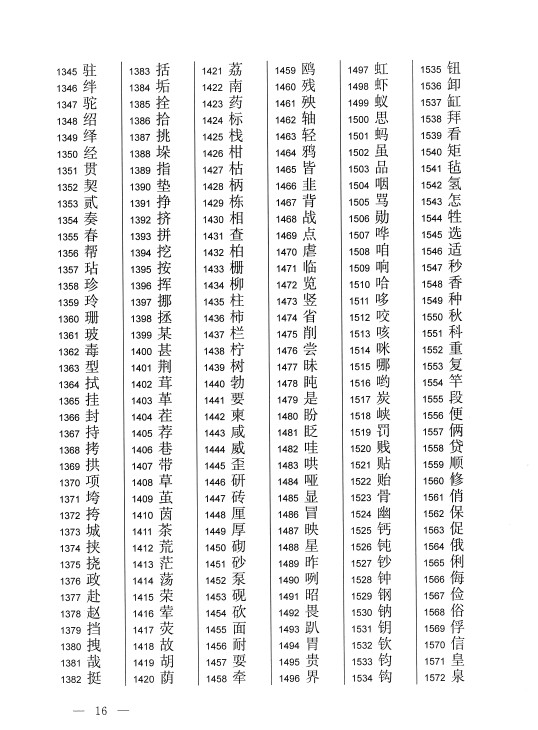 1345 驻
1346 绊
1347 驼
1348 绍
1349 绎
1350 经
1351 贯
1352 契
1353 贰
1354 奏
1355 春
1356 帮
1357 玷
1358 珍
1359 玲
1360 珊
1361 玻
1362 毒
1363 型
1364 拭
1365 挂
1366 封
1367 持
1368 拷
1369 拱
1370 项
1371 垮
1372 挎
1373 城
1374 挟
1375 挠
1376 政
1377 赴
1378 赵
1379 挡
1380 拽
1381 哉
1382 挺
1383 括
1384 垢
1385 拴
1386 拾
1387 挑
1388 垛
1389 指
1390 垫
1391 挣
1392 挤
1393 拼
1394 挖
1395 按
1396 挥
1397 挪
1398 拯
1399 某
1400 甚
1401 荆
1402 茸
1403 革
1404 茬
1405 荐
1406 巷
1407 带
1408 草
1409 茧
1410 茵
1411 茶
1412 荒
1413 茫
1414 荡
1415 荣
1416 荤
1417 荧
1418 故
1419 胡
1420 荫
1421 荔
1422 南
1423 药
1424 标
1425 栈
1426 柑
1427 枯
1428 柄
1429 栋
1430 相
1431 查
1432 柏
1433 栅
1434 柳
1435 柱
1436 柿
1437 栏
1438 柠
1439 树
1440 勃
1441 要
1442 柬
1443 咸
1444 威
1445 歪
1446 研
1447 砖
1448 厘
1449 厚
1450 砌
1451 砂
1452 泵
1453 砚
1454 砍
1455 面
1456 耐
1457 耍
1458 牵
1459 鸥
1460 残
1461 殃
1462 轴
1463 轻
1464 鸦
1465 皆
1466 韭
1467 背
1468 战
1469 点
1470 虐
1471 临
1472 览
1473 竖
1474 省
1475 削
1476 尝
1477 昧
1478 盹
1479 是
1480 盼
1481 眨
1482 哇
1483 哄
1484 哑
1485 显
1486 冒
1487 映
1488 星
1489 昨
1490 咧
1491 昭
1492 畏
1493 趴
1494 胃
1495 贵
1496 界
1497 虹
1498 虾
1499 蚁
1500 思
1501 蚂
1502 虽
1503 品
1504 咽
1505 骂
1506 勋
1507 哗
1508 咱
1509 响
1510 哈
1511 哆
1512 咬
1513 咳
1514 咪
1515 哪
1516 哟
1517 炭
1518 峡
1519 罚
1520 贱
1521 贴
1522 贻
1523 骨
1524 幽
1525 钙
1526 钝
1527 钞
1528 钟
1529 钢
1530 钠
1531 钥
1532 钦
1533 钧
1534 钩
1535 钮
1536 卸
1537 缸
1538 拜
1539 看
1540 矩
1541 毡
1542 氢
1543 怎
1544 牲
1545 选
1546 适
1547 秒
1548 香
1549 种
1550 秋
1551 科
1552 重
1553 复
1554 竿
1555 段
1556 便
1557 俩
1558 贷
1559 顺
1560 修
1561 俏
1562 保
1563 促
1564 俄
1565 俐
1566 侮
1567 俭
1568 俗
1569 俘
1570 信
1571 皇
1572 泉
— 16 —